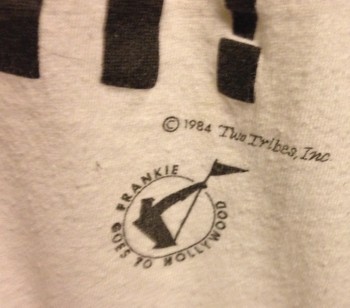 © 1984 Two Tribes, Inc
FRANKIE
GOES TO HOLLYWOOD